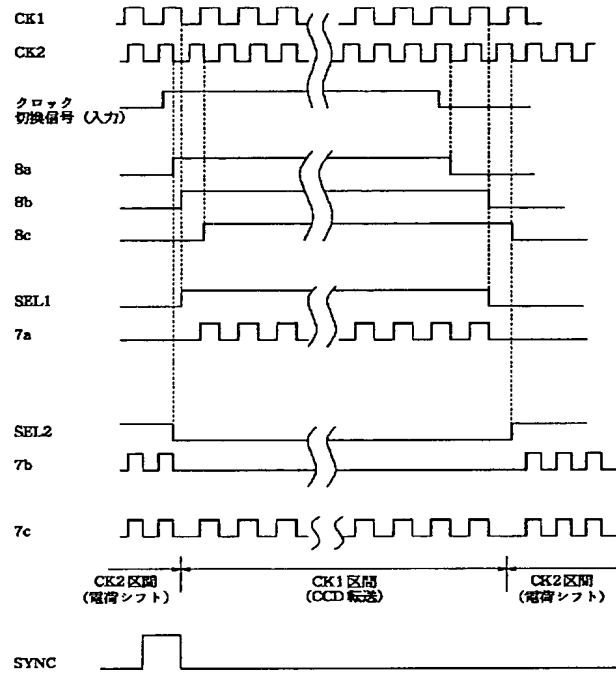 CK1
CK2
クロック
切換信号（入力）
8a
8b
8c
SEL1
7a
SEL2
7b
7c
CK2区間
（電荷シフト）
CK1区間
（CCD転送）
CK2区間
（電荷シフト）
SYNC